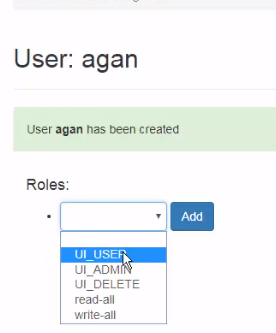 User: agan
User agan has been created
Roles:
Add
UI_USER
UI_ADMIN
UI_DELETE
read-all
write-all